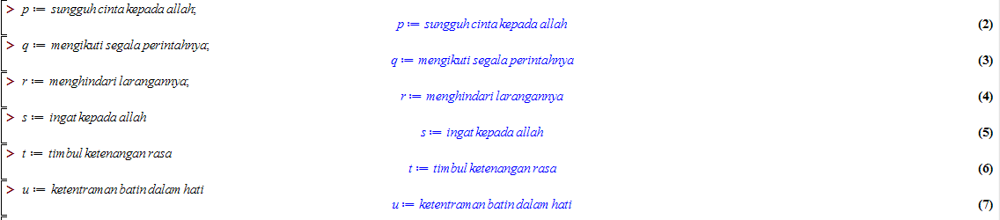 > p := sungguh cinta kepada allah;
p := sungguh cinta kepada allah (2)
> q := mengikuti segala perintahnya;
q := mengikuti segala perintahnya (3)
> r := menghindari larangannya;
r := menghindari larangannya (4)
> s := ingat kepada allah
s := ingat kepada allah (5)
> t := timbul ketenangan rasa
t := timbul ketenangan rasa (6)
> u := ketentraman batin dalam hati
u := ketentraman batin dalam hati (7)